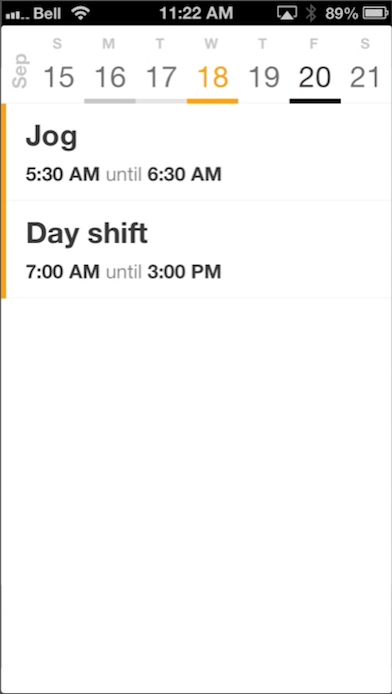 Bell 11:22 AM 89%
Sep
S M T W T F S
15 16 17 18 19 20 21
Jog
5:30 AM until 6:30 AM
Day shift
7:00 AM until 3:00 PM